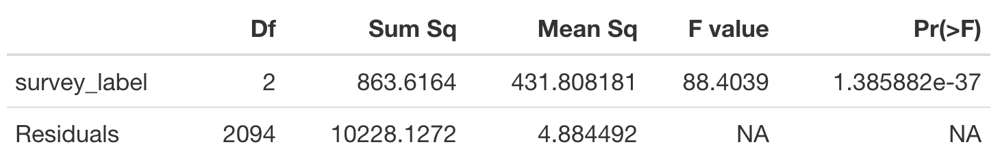 Df Sum Sq Mean Sq F value Pr(>F)
survey_label 2 863.6164 431.808181 88.4039 1.385882e-37
Residuals 2094 10228.1272 4.884492 NA NA